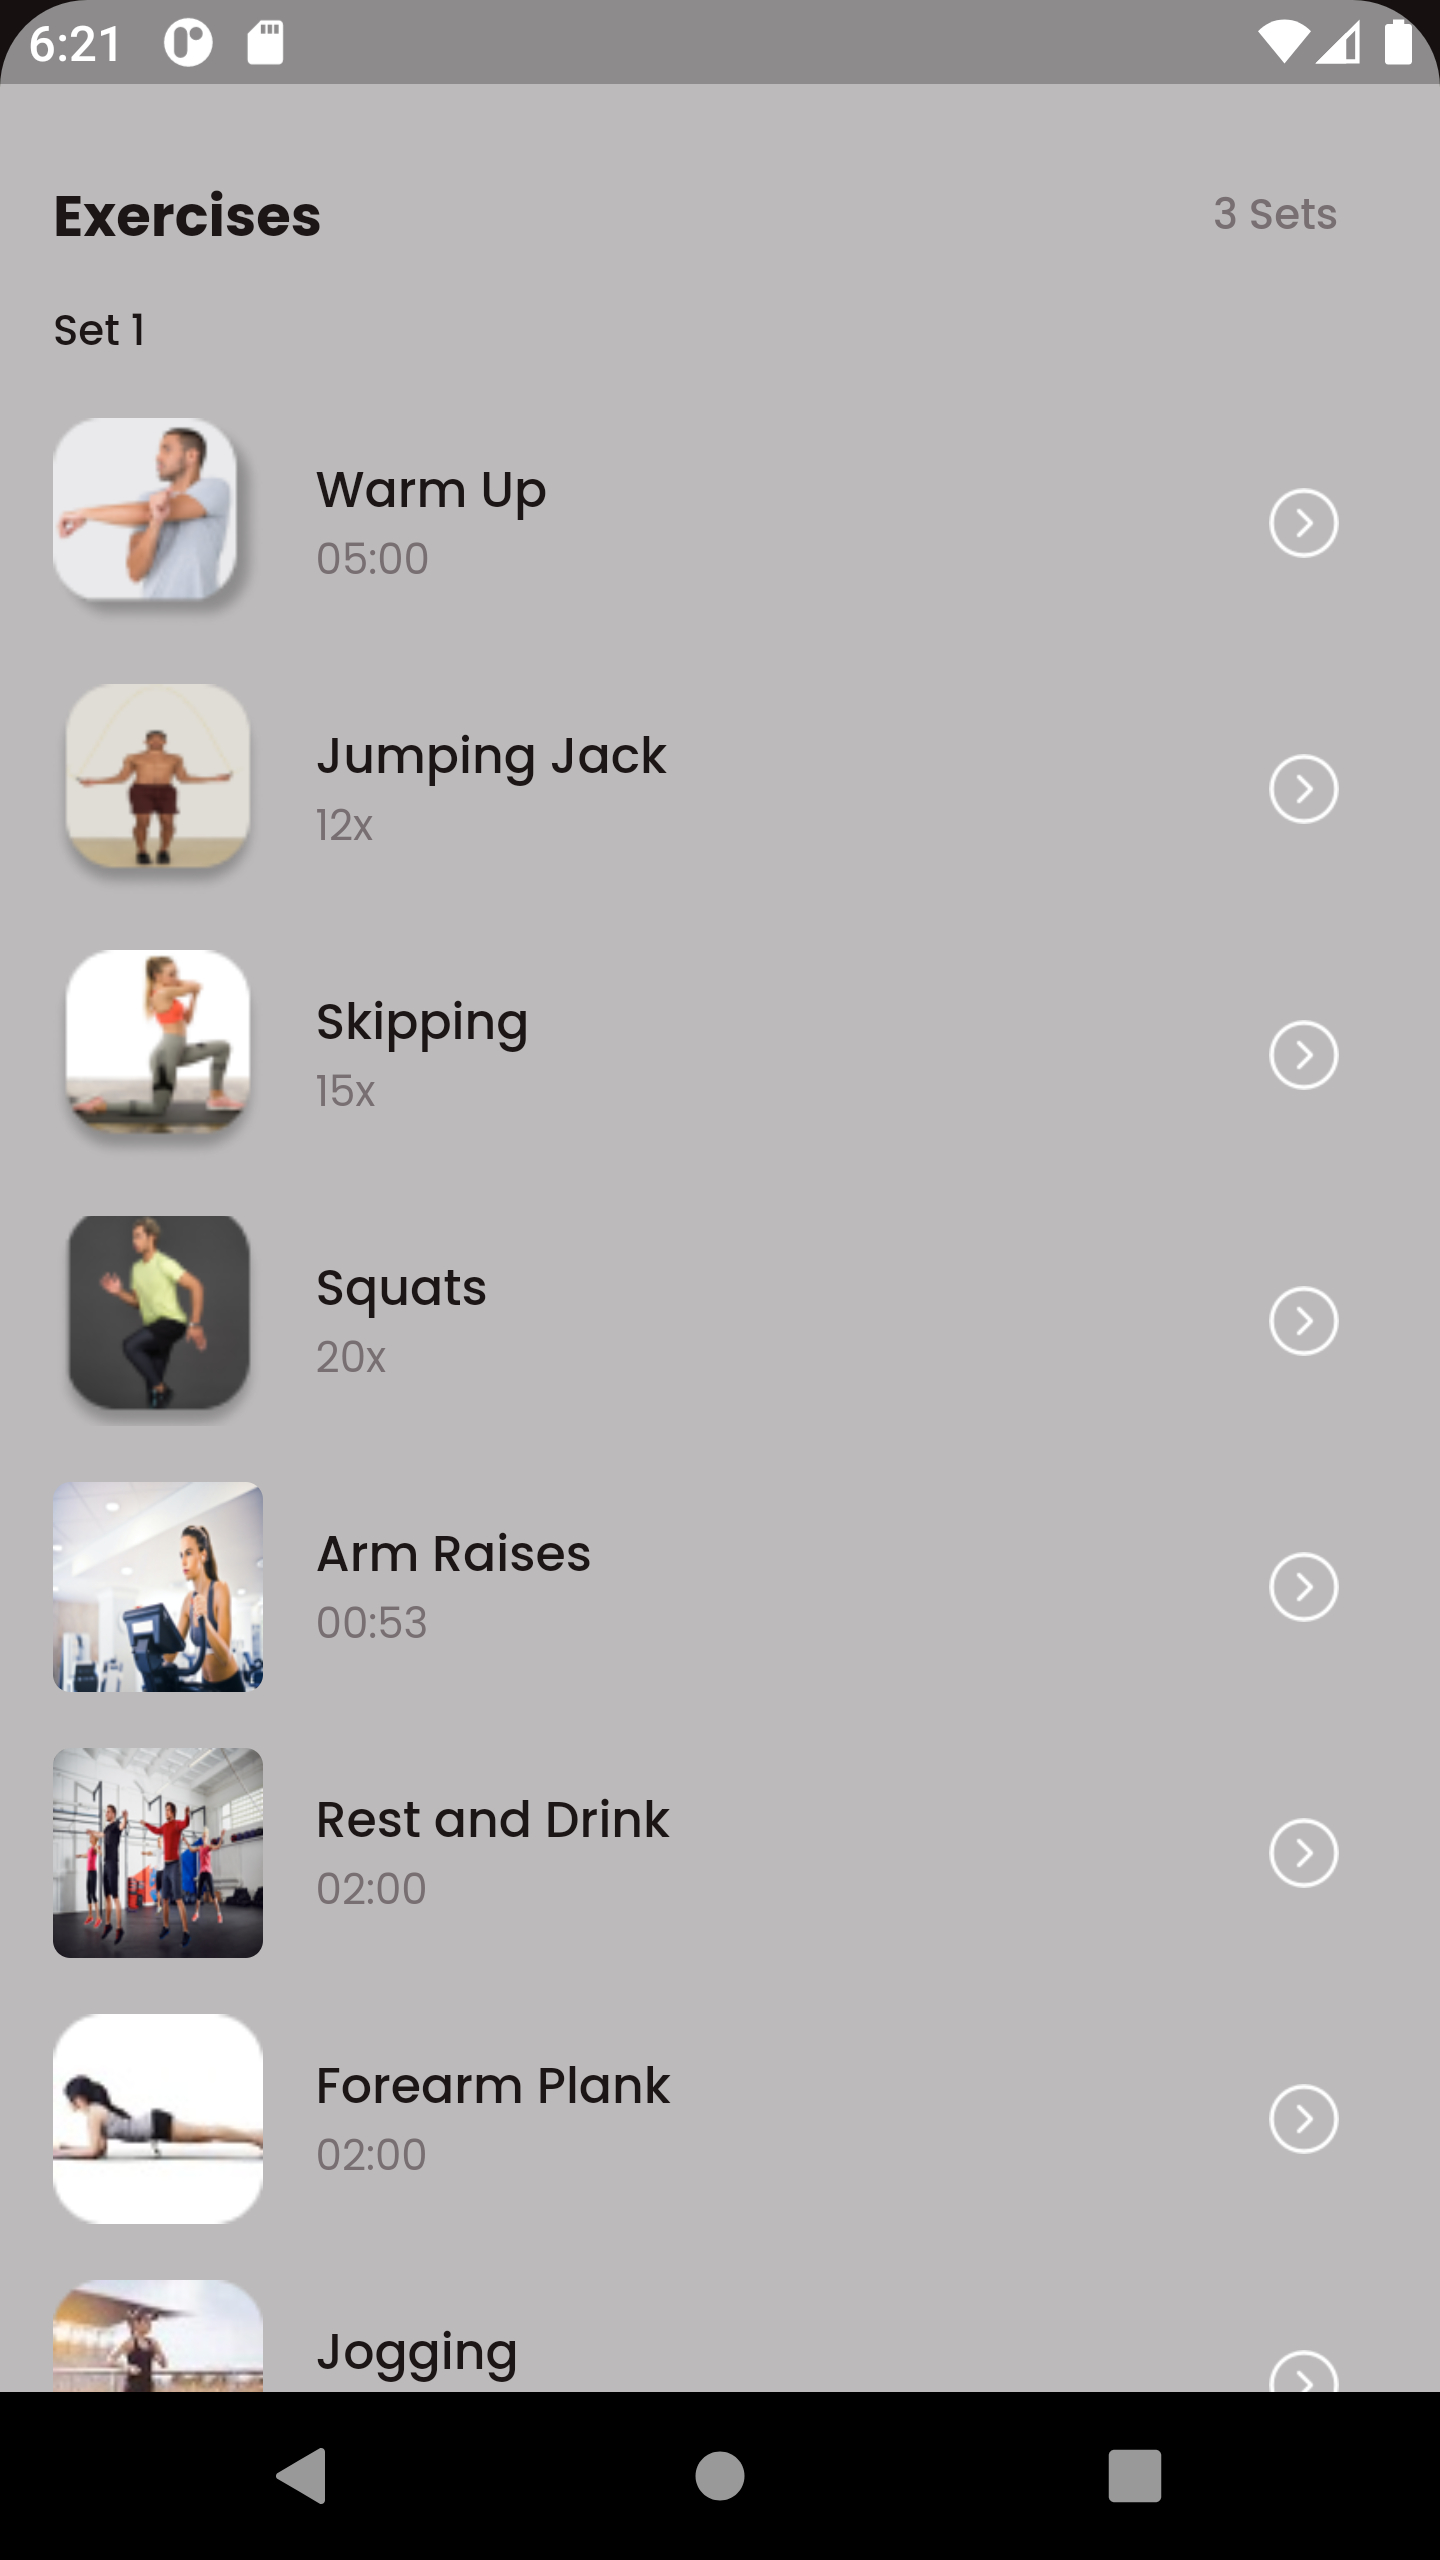 6:21
Exercises
3 Sets
Set 1
Warm Up
05:00
Jumping Jack
12x
Skipping
15x
Squats
20x
Arm Raises
00:53
Rest and Drink
02:00
Forearm Plank
02:00
Jogging